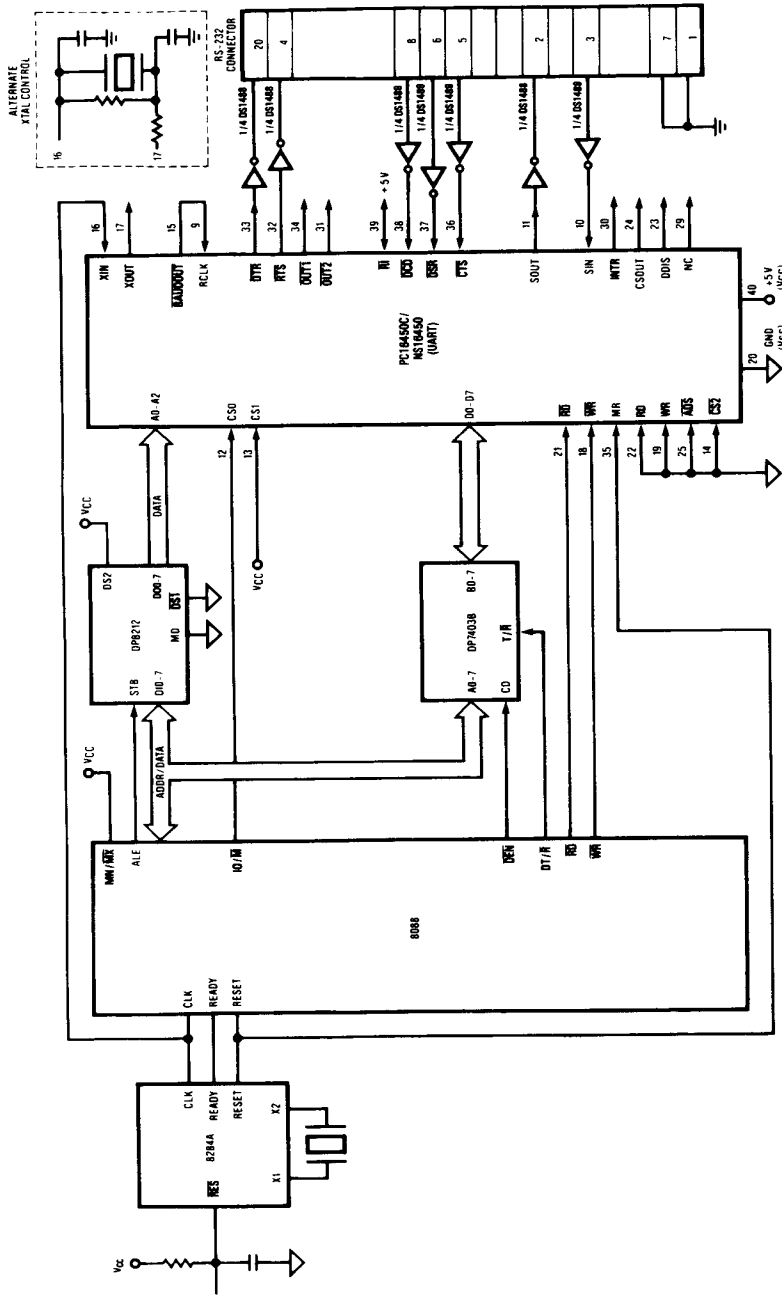 ALTERNATE
XTAL CONTROL
16
17
RS-232
CONNECTOR
20
4
8
6
5
2
3
7
1
1/4 DS1488
1/4 DS1488
1/4 DS1489
1/4 DS1489
1/4 DS1489
1/4 DS1488
1/4 DS1489
XIN
16
XOUT
17
BAUDOUT
15
RCLK
9
DTR
33
RTS
32
OUT1
34
OUT2
31
RI
39
+5V
DCD
38
DSR
37
CTS
36
SOUT
11
SIN
10
INTR
30
CSOUT
24
DDIS
23
NC
29
PC16450C/
NS16450
(UART)
A0-A2
CS0
12
CS1
13
D0-D7
RD
21
WR
18
MR
35
RD
22
WR
19
ADS
25
CS2
14
20
GND
40
+5V
(VCC)
VCC
DS2
DATA
DO0-7
DS1
DP8212
MD
STB
DI0-7
VCC
B0-7
DP7403B
T/R
A0-7
CD
VCC
ADDR/DATA
MN/MX
ALE
IO/M
DEN
DT/R
RD
WR
8088
CLK
READY
RESET
CLK
READY
RESET
8284A
X2
X1
RES
Vcc